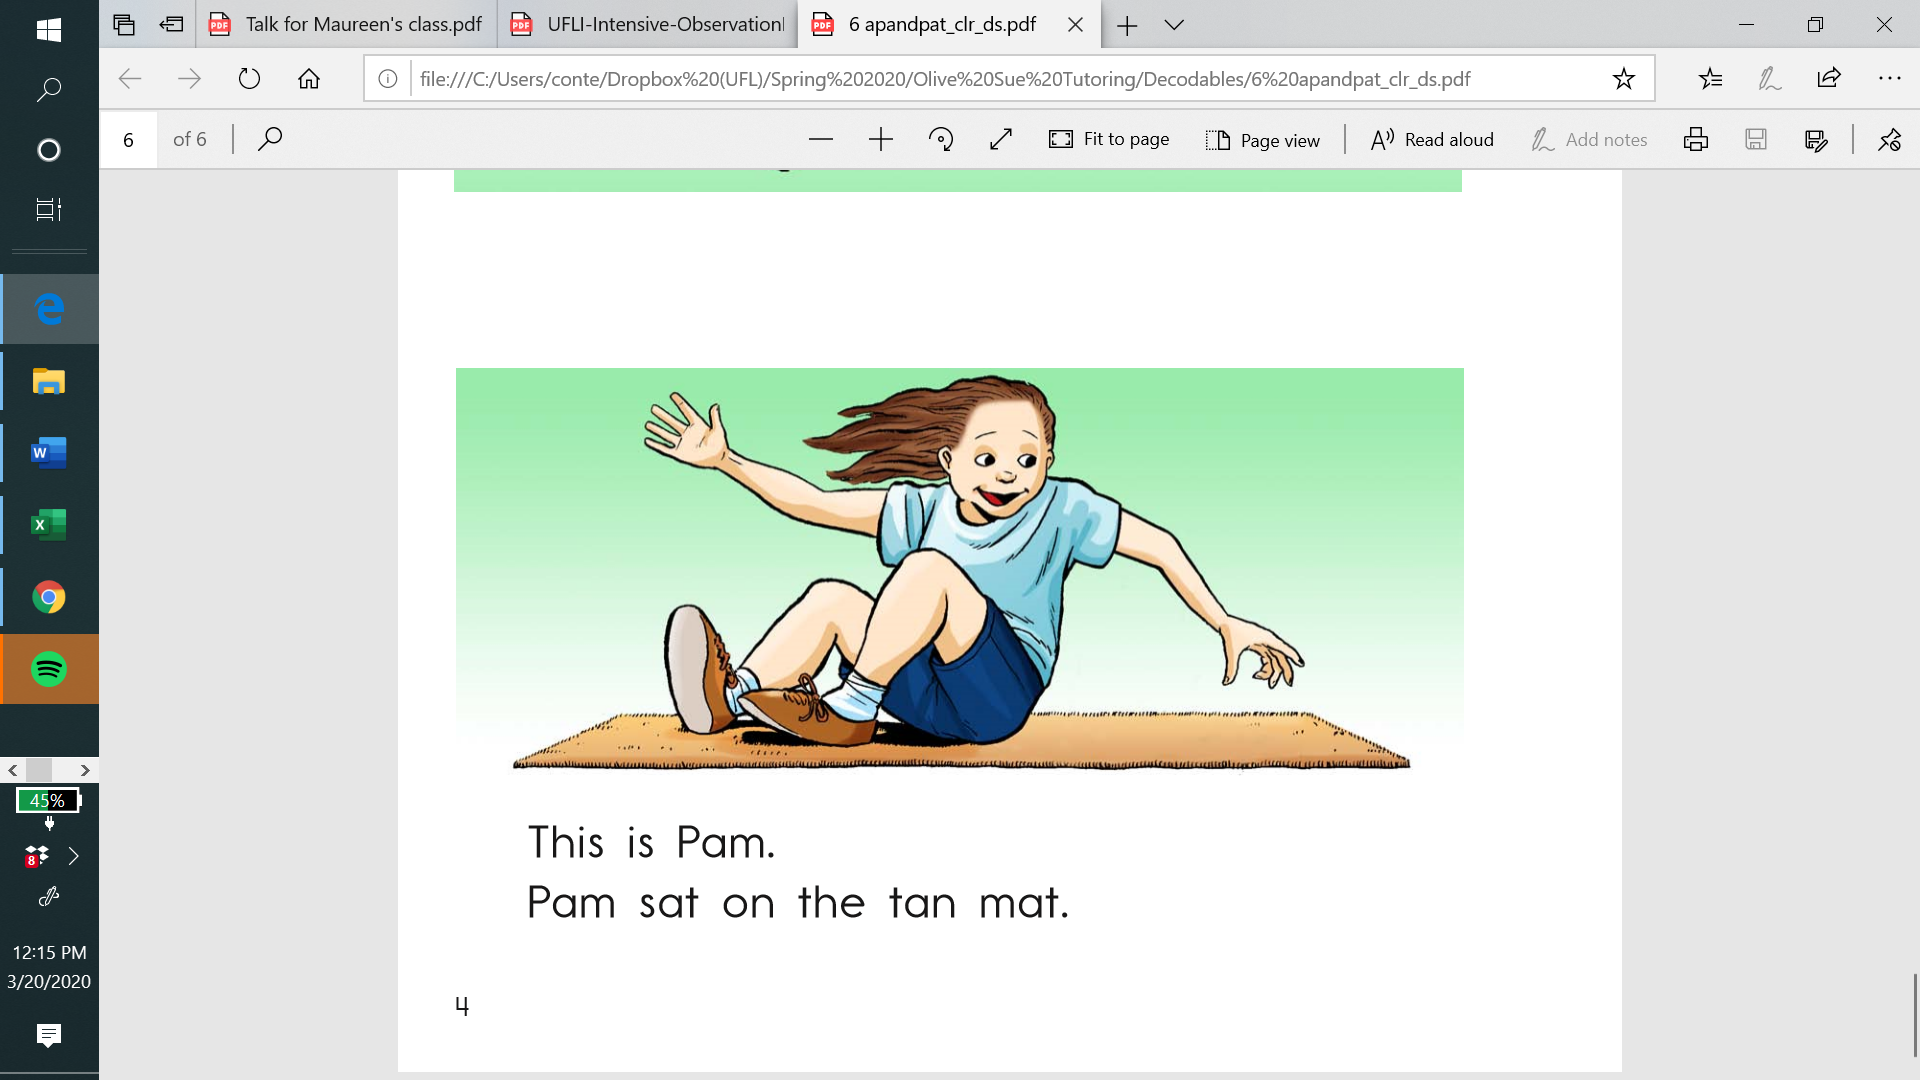 Talk for Maureen's class.pdf
UFLI-Intensive-Observation
6 apandpat_clr_ds.pdf
file:///C:/Users/conte/Dropbox%20(UFL)/Spring%202020/Olive%20Sue%20Tutoring/Decodables/6%20apandpat_clr_ds.pdf
6 of 6
Fit to page
Page view
Read aloud
Add notes
This is Pam.
Pam sat on the tan mat.
4
45%
8
12:15 PM
3/20/2020